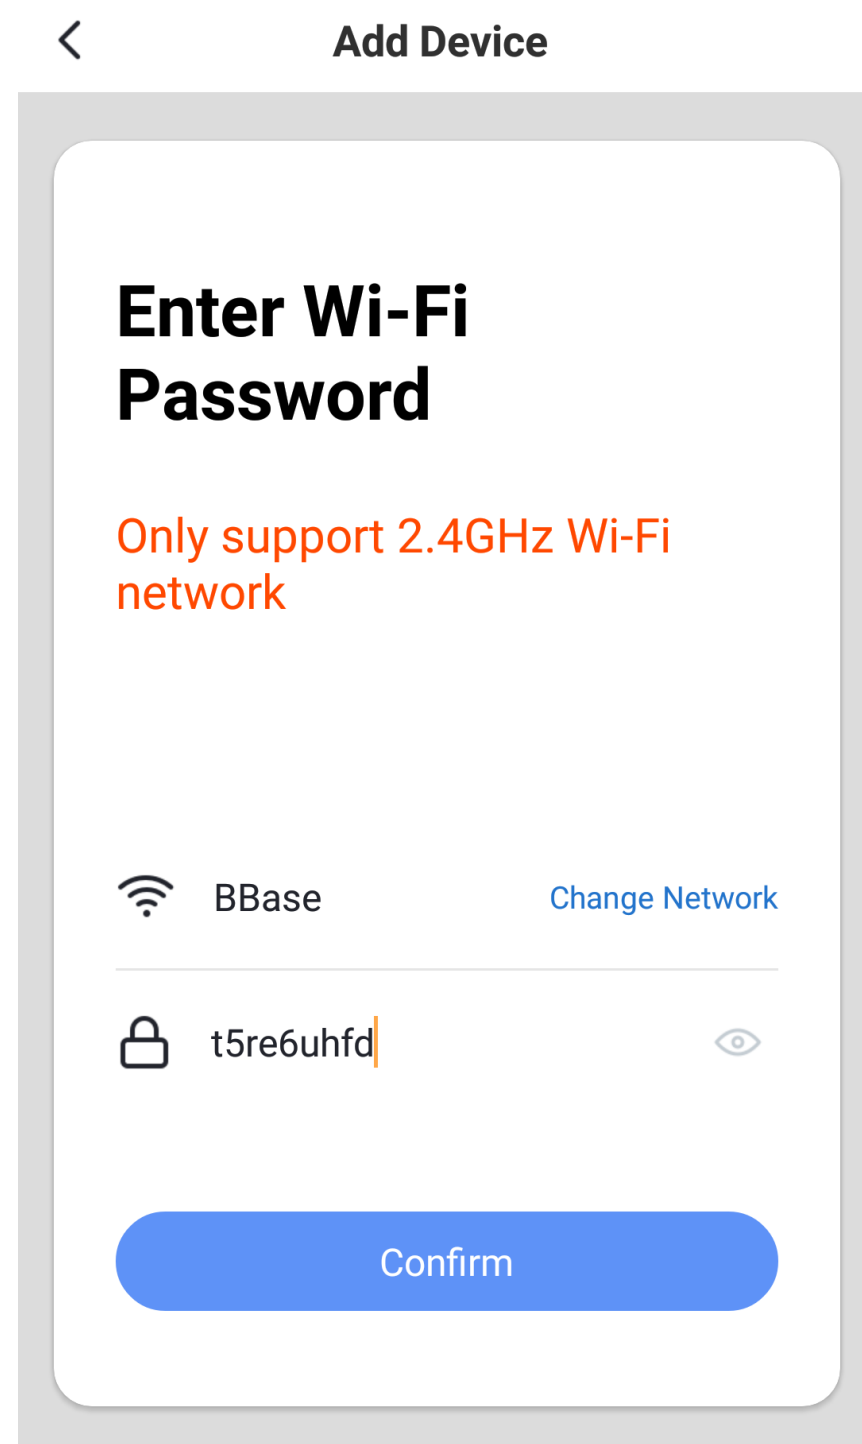 Add Device
Enter Wi-Fi
Password
Only support 2.4GHz Wi-Fi
network
BBase
Change Network
t5re6uhfd
Confirm